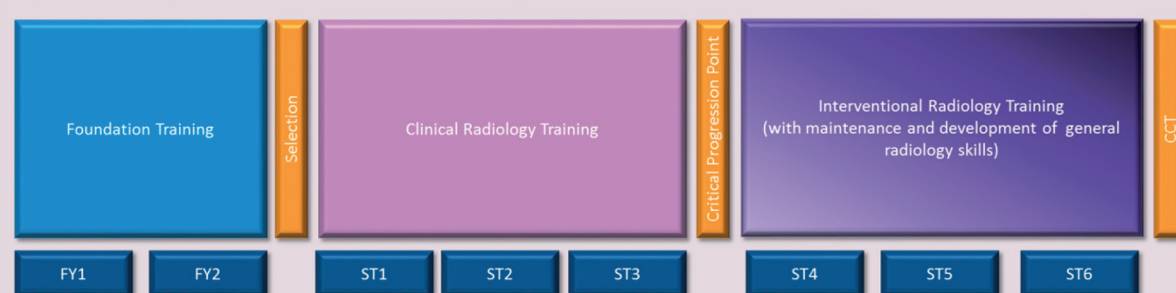 Foundation Training
Selection
Clinical Radiology Training
Critical Progression Point
Interventional Radiology Training
(with maintenance and development of general
radiology skills)
CCT
FY1
FY2
ST1
ST2
ST3
ST4
ST5
ST6